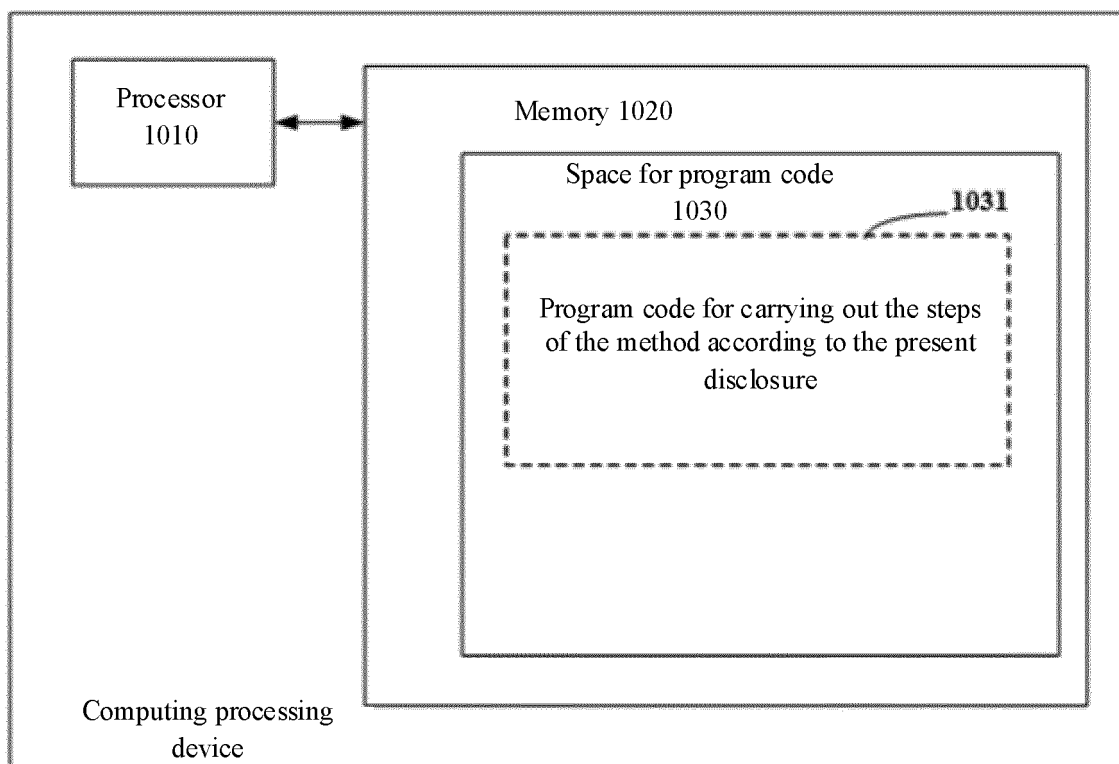 Processor
1010
Memory 1020
Space for program code
1030
1031
Program code for carrying out the steps
of the method according to the present
disclosure
Computing processing
device